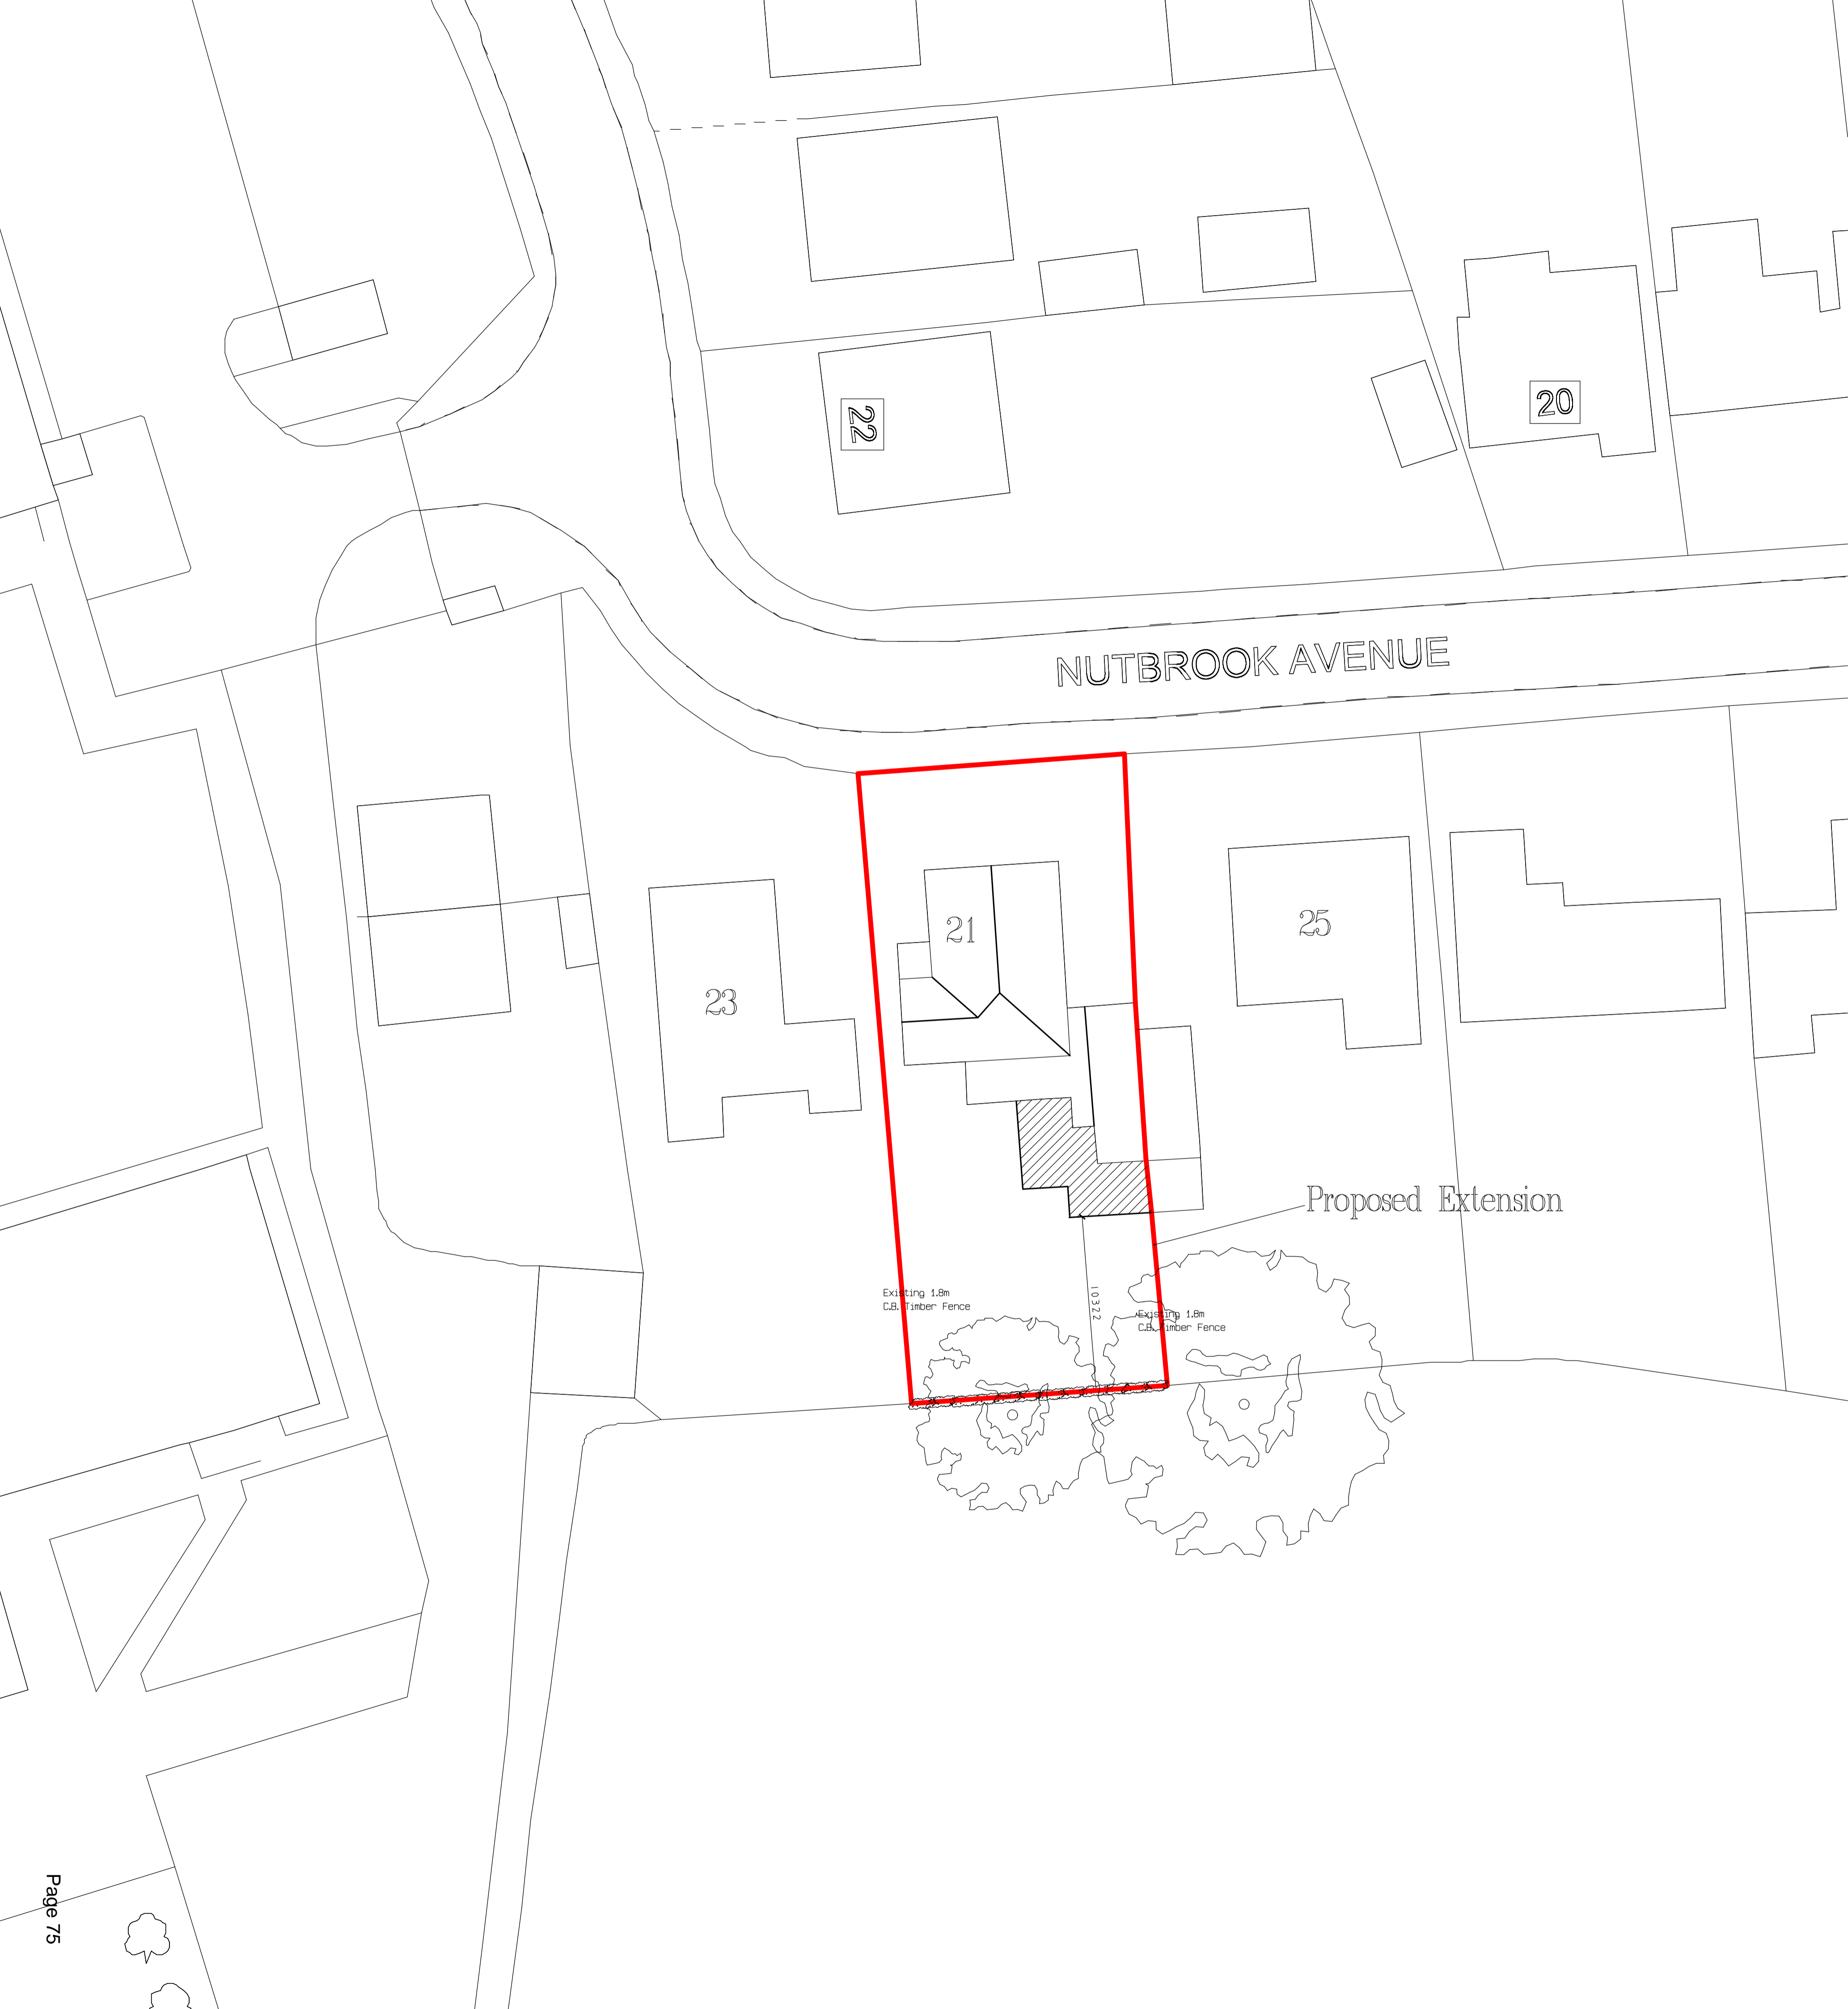 22
20
NUTBROOK AVENUE
21
25
23
Proposed Extension
Existing 1.8m
C.B. Timber Fence
10322
Existing 1.8m
C.B. Timber Fence
Page 75